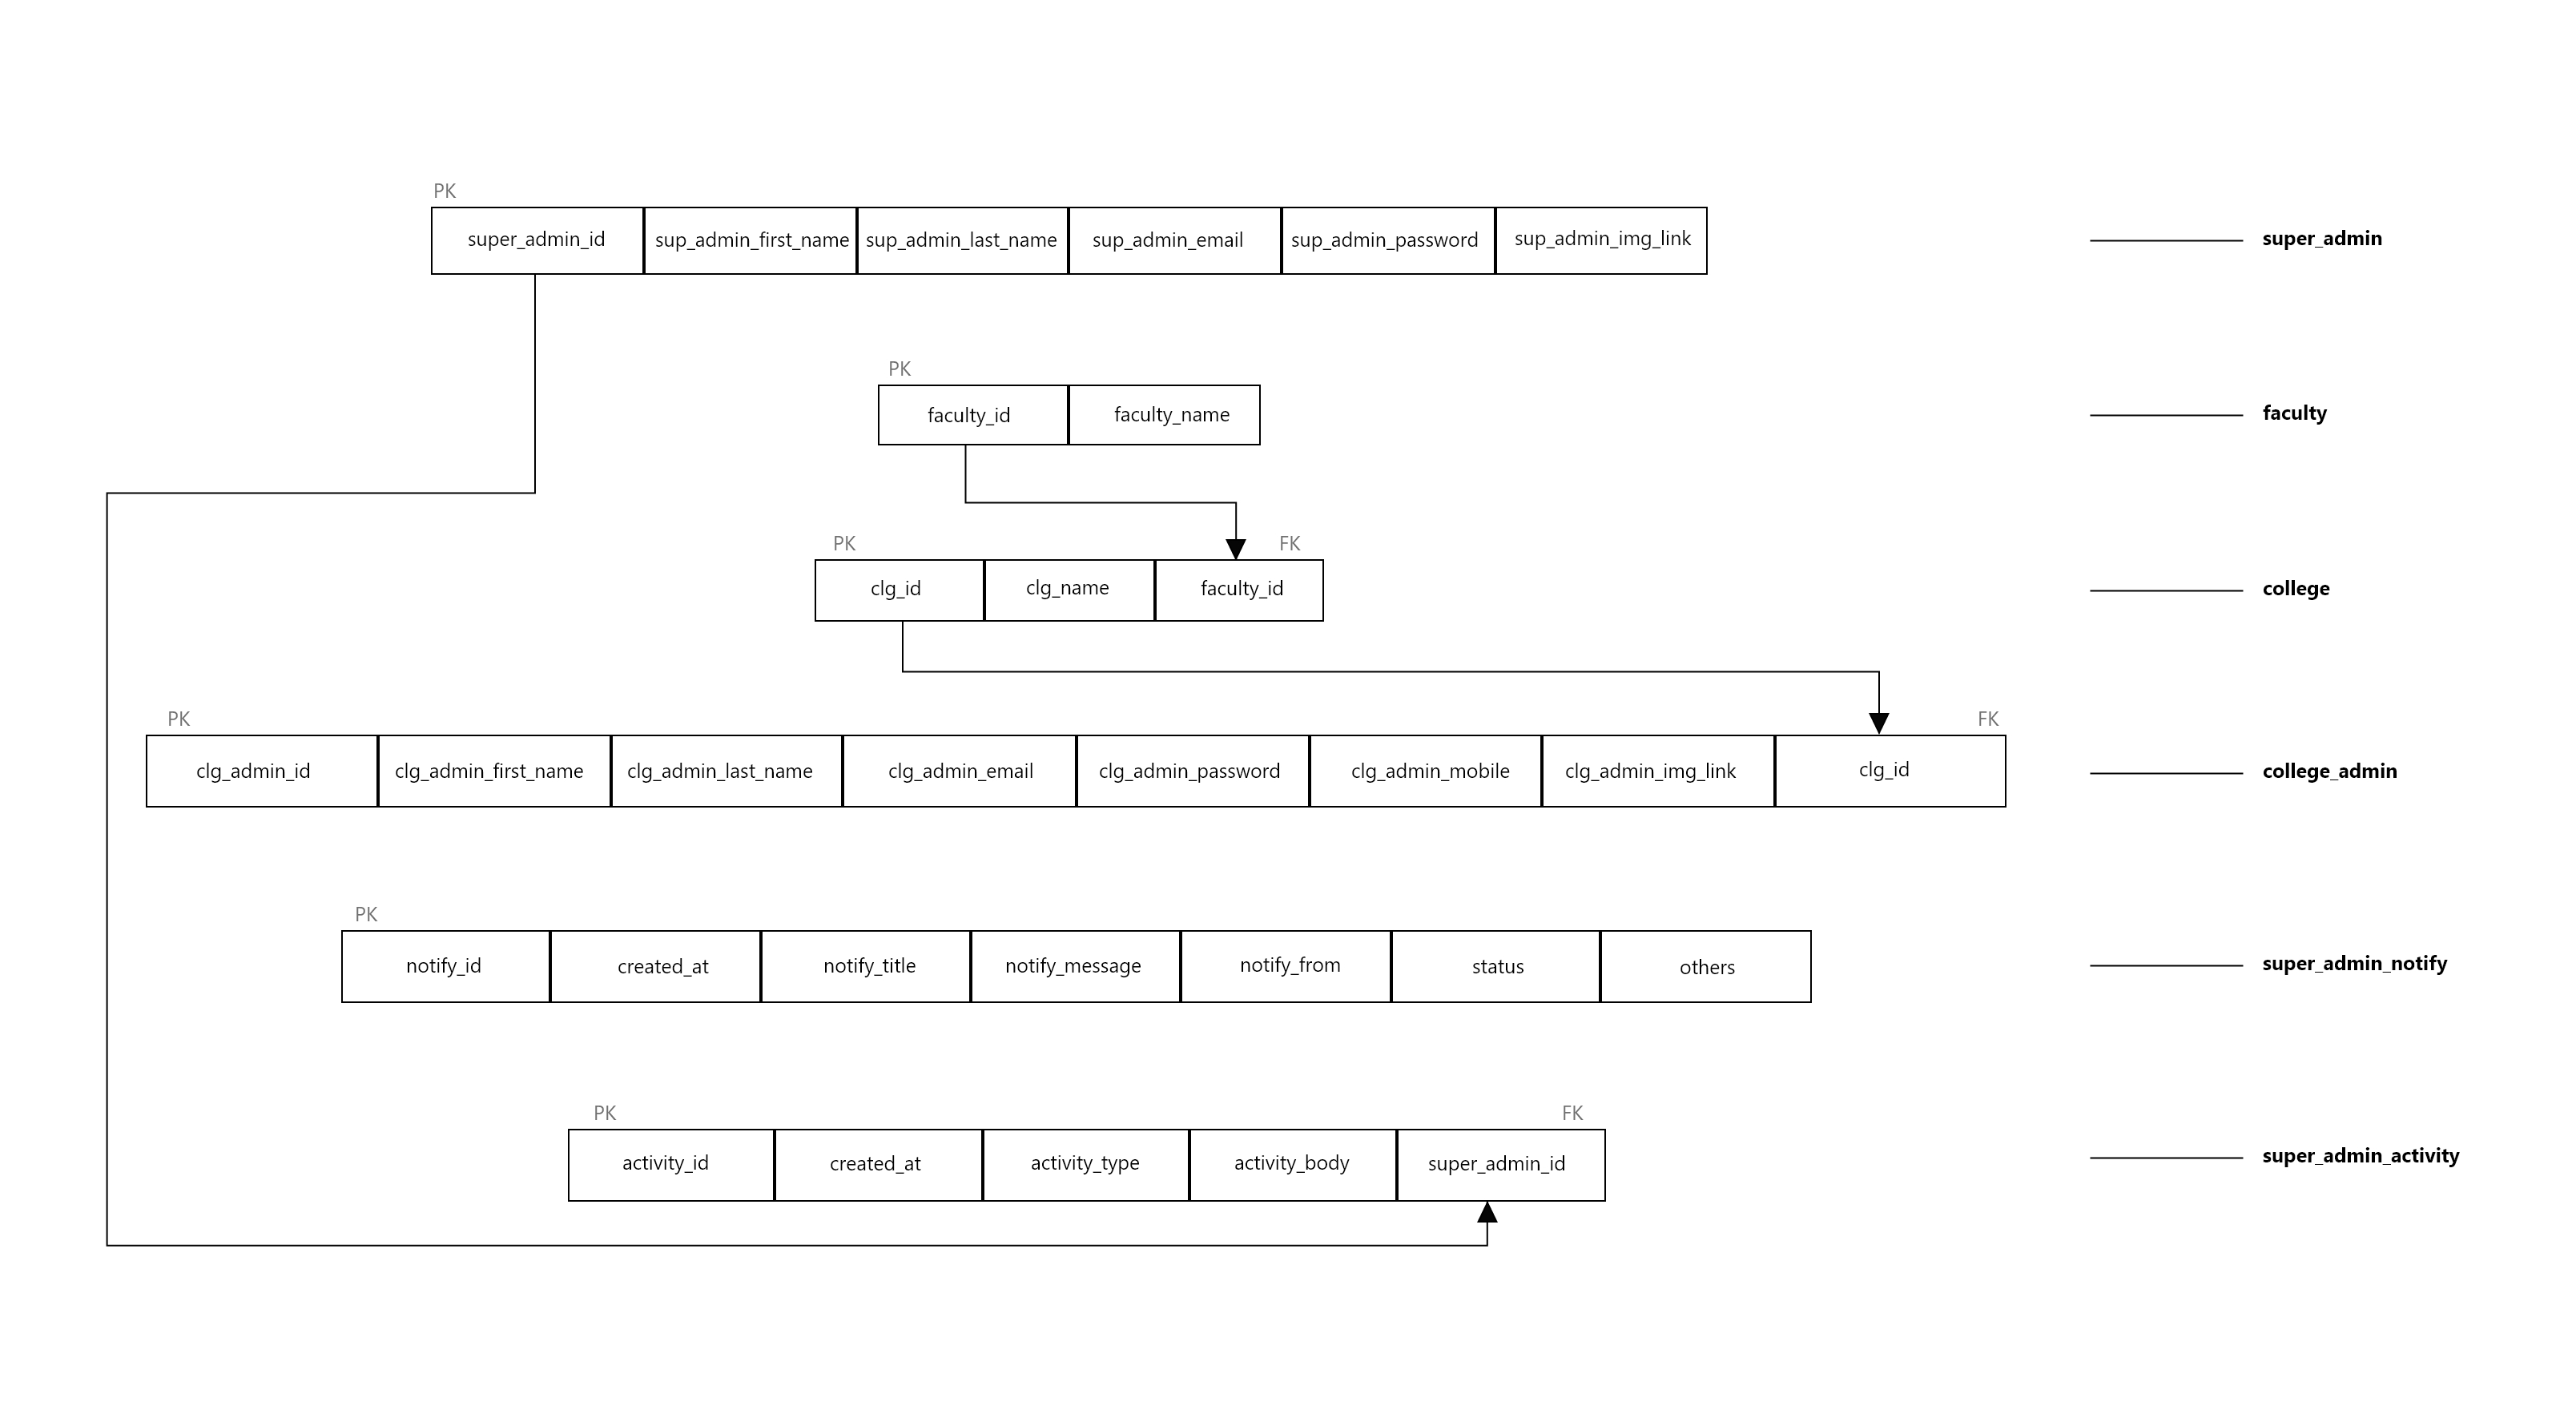 PK
super_admin_id sup_admin_first_name sup_admin_last_name sup_admin_email sup_admin_password sup_admin_img_link super_admin
PK
faculty_id faculty_name faculty
PK FK
clg_id clg_name faculty_id college
PK FK
clg_admin_id clg_admin_first_name clg_admin_last_name clg_admin_email clg_admin_password clg_admin_mobile clg_admin_img_link clg_id college_admin
PK
notify_id created_at notify_title notify_message notify_from status others super_admin_notify
PK FK
activity_id created_at activity_type activity_body super_admin_id super_admin_activity